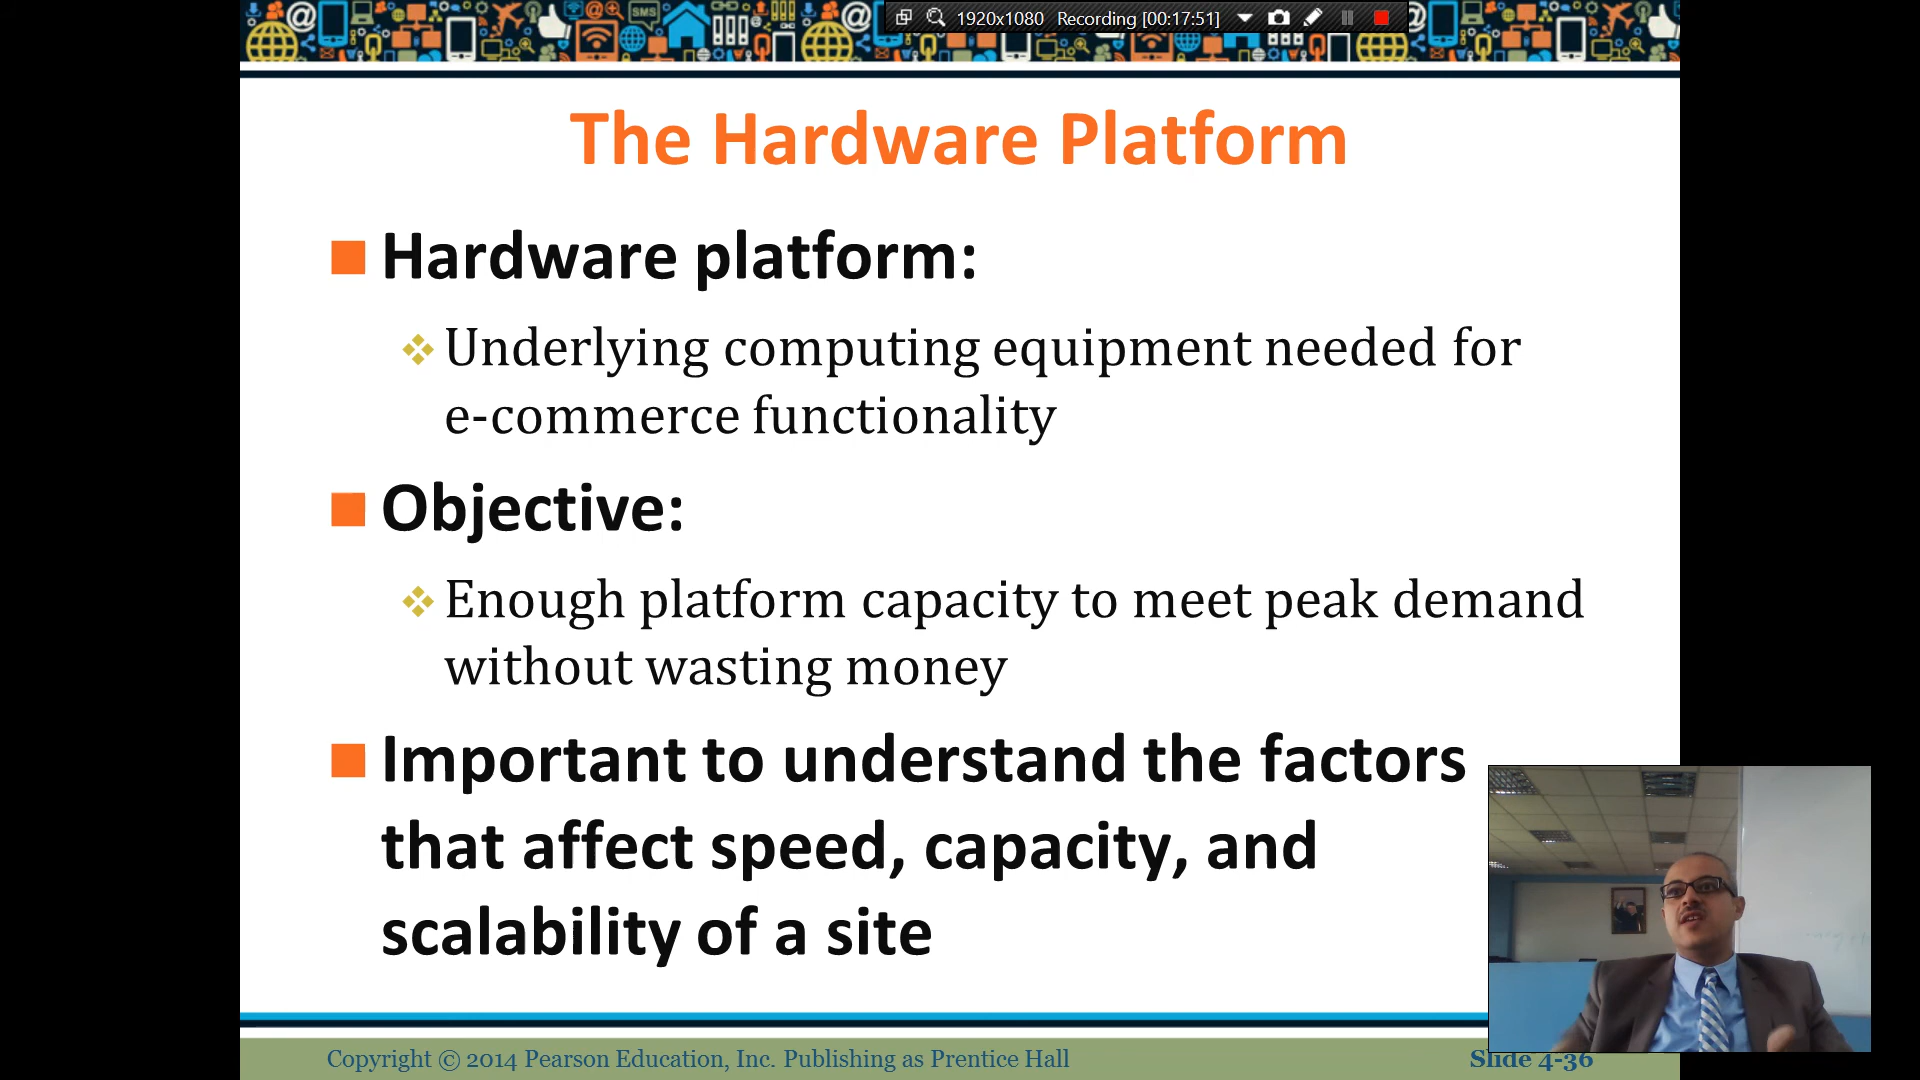 1920x1080 Recording [00:17:51]
SMS
The Hardware Platform
Hardware platform:
Underlying computing equipment needed for
e-commerce functionality
Objective:
Enough platform capacity to meet peak demand
without wasting money
Important to understand the factors
that affect speed, capacity, and
scalability of a site
Copyright © 2014 Pearson Education, Inc. Publishing as Prentice Hall
Slide 4-36